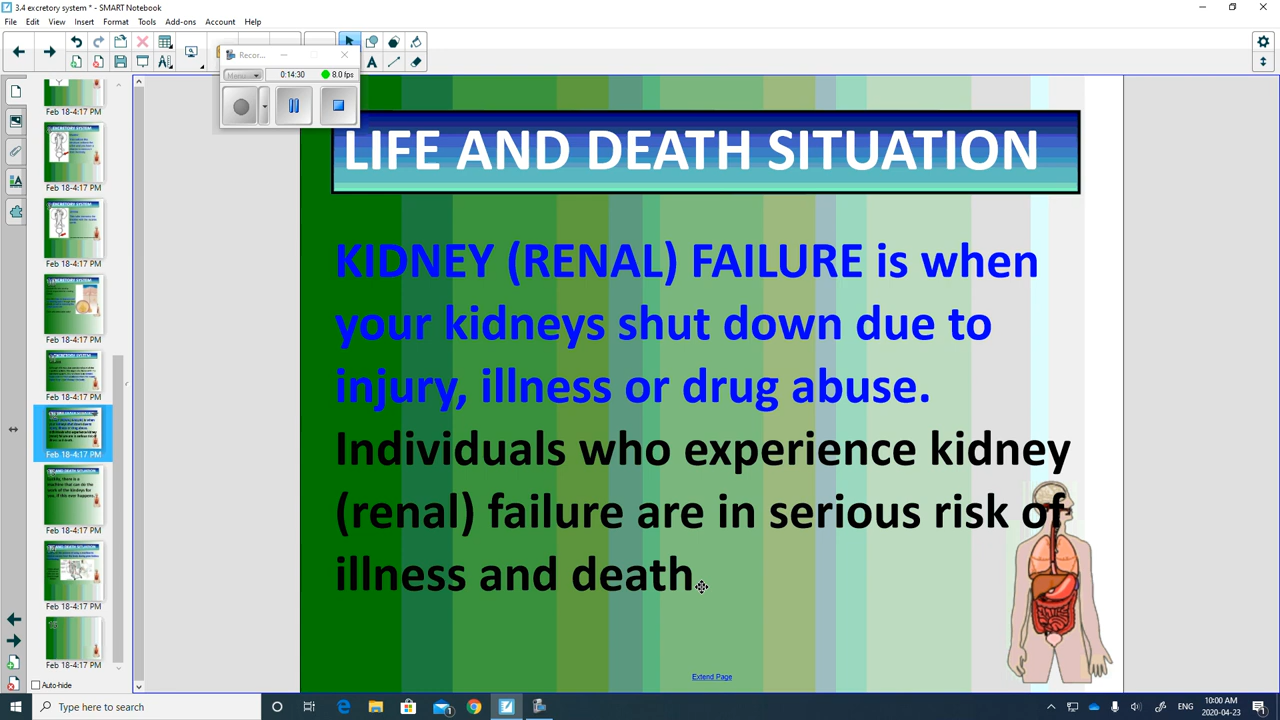 3.4 excretory system * - SMART Notebook
File Edit View Insert Format Tools Add-ons Account Help
Recor...
Menu 0:14:30 8.0 fps
LIFE AND DEATH SITUATION
KIDNEY (RENAL) FAILURE is when
your kidneys shut down due to
injury, illness or drug abuse.
Individuals who experience kidney
(renal) failure are in serious risk of
illness and death.
Extend Page
Feb 18-4:17 PM
Feb 18-4:17 PM
Feb 18-4:17 PM
Feb 18-4:17 PM
Feb 18-4:17 PM
Feb 18-4:17 PM
Feb 18-4:17 PM
Feb 18-4:17 PM
Feb 18-4:17 PM
Auto-hide
Type here to search
ENG
10:00 AM
2020-04-23